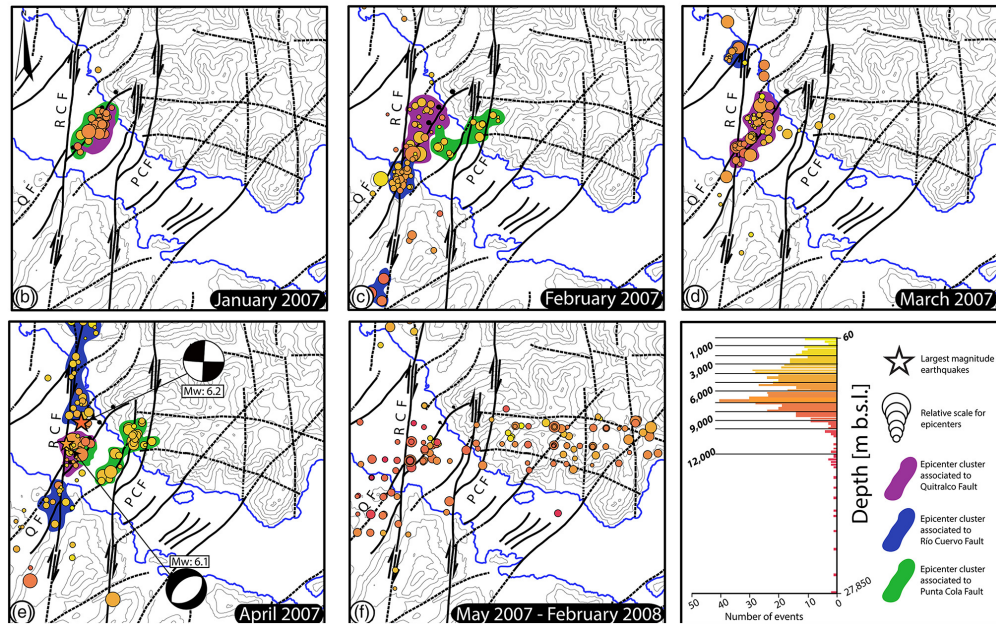 RCF
PCF
QF
b
January 2007
RCF
PCF
QF
c
February 2007
RCF
PCF
QF
d
March 2007
Mw: 6.2
RCF
PCF
QF
Mw: 6.1
e
April 2007
RCF
PCF
QF
f
May 2007 - February 2008
60
1,000
3,000
6,000
9,000
12,000
27,850
Depth [m b.s.l.]
50
40
30
20
10
0
Number of events
Largest magnitude
earthquakes
Relative scale for
epicenters
Epicenter cluster
associated to
Quitralco Fault
Epicenter cluster
associated to
Río Cuervo Fault
Epicenter cluster
associated to
Punta Cola Fault